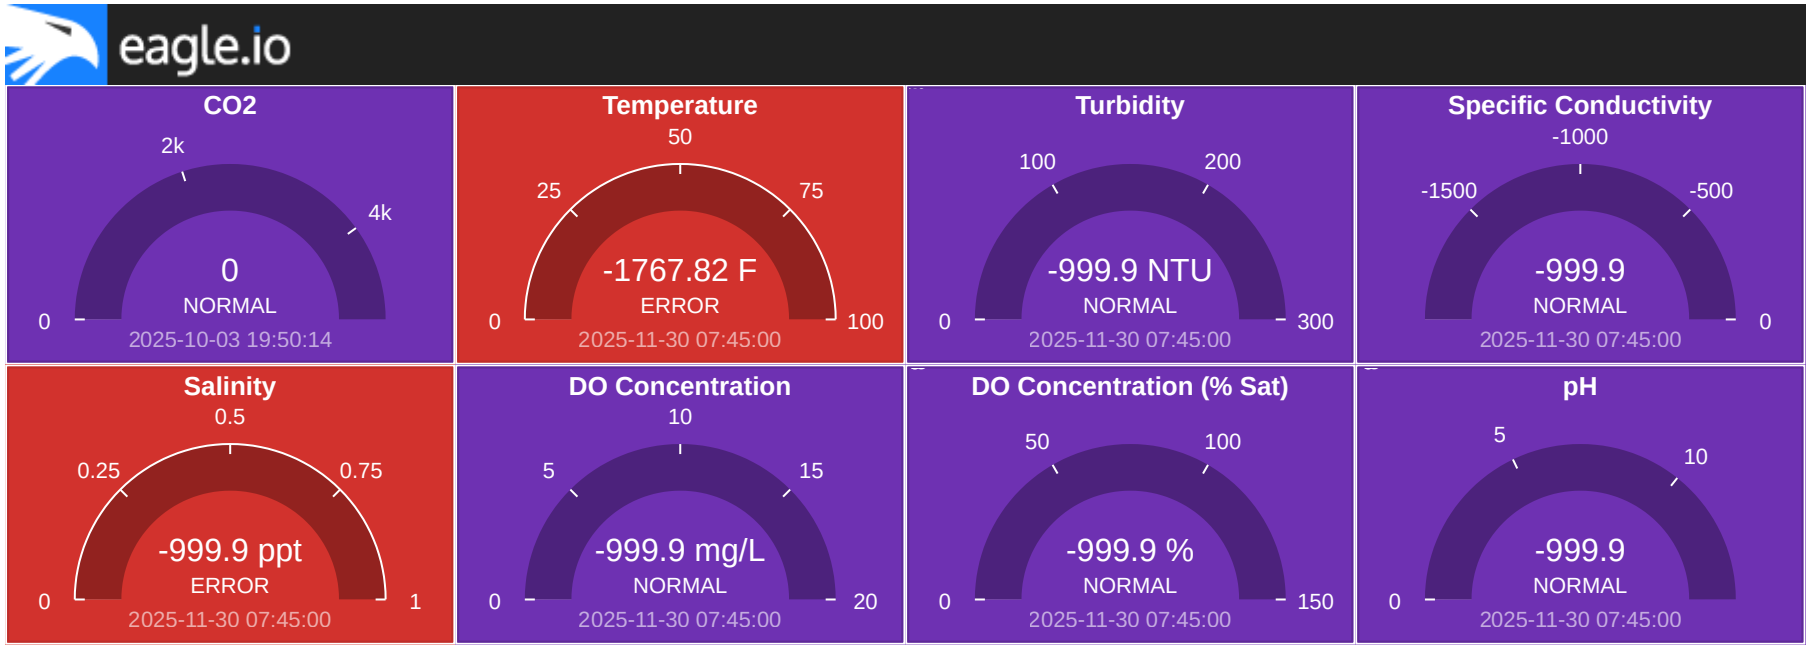 eagle.io
CO2
2k
4k
0
NORMAL
0
2025-10-03 19:50:14
Temperature
50
25
75
-1767.82 F
ERROR
0
100
2025-11-30 07:45:00
Turbidity
100
200
-999.9 NTU
NORMAL
0
300
2025-11-30 07:45:00
Specific Conductivity
-1000
-1500
-500
-999.9
NORMAL
0
2025-11-30 07:45:00
Salinity
0.5
0.25
0.75
-999.9 ppt
ERROR
0
1
2025-11-30 07:45:00
DO Concentration
10
5
15
-999.9 mg/L
NORMAL
0
20
2025-11-30 07:45:00
DO Concentration (% Sat)
50
100
-999.9 %
NORMAL
0
150
2025-11-30 07:45:00
pH
5
10
-999.9
NORMAL
0
2025-11-30 07:45:00